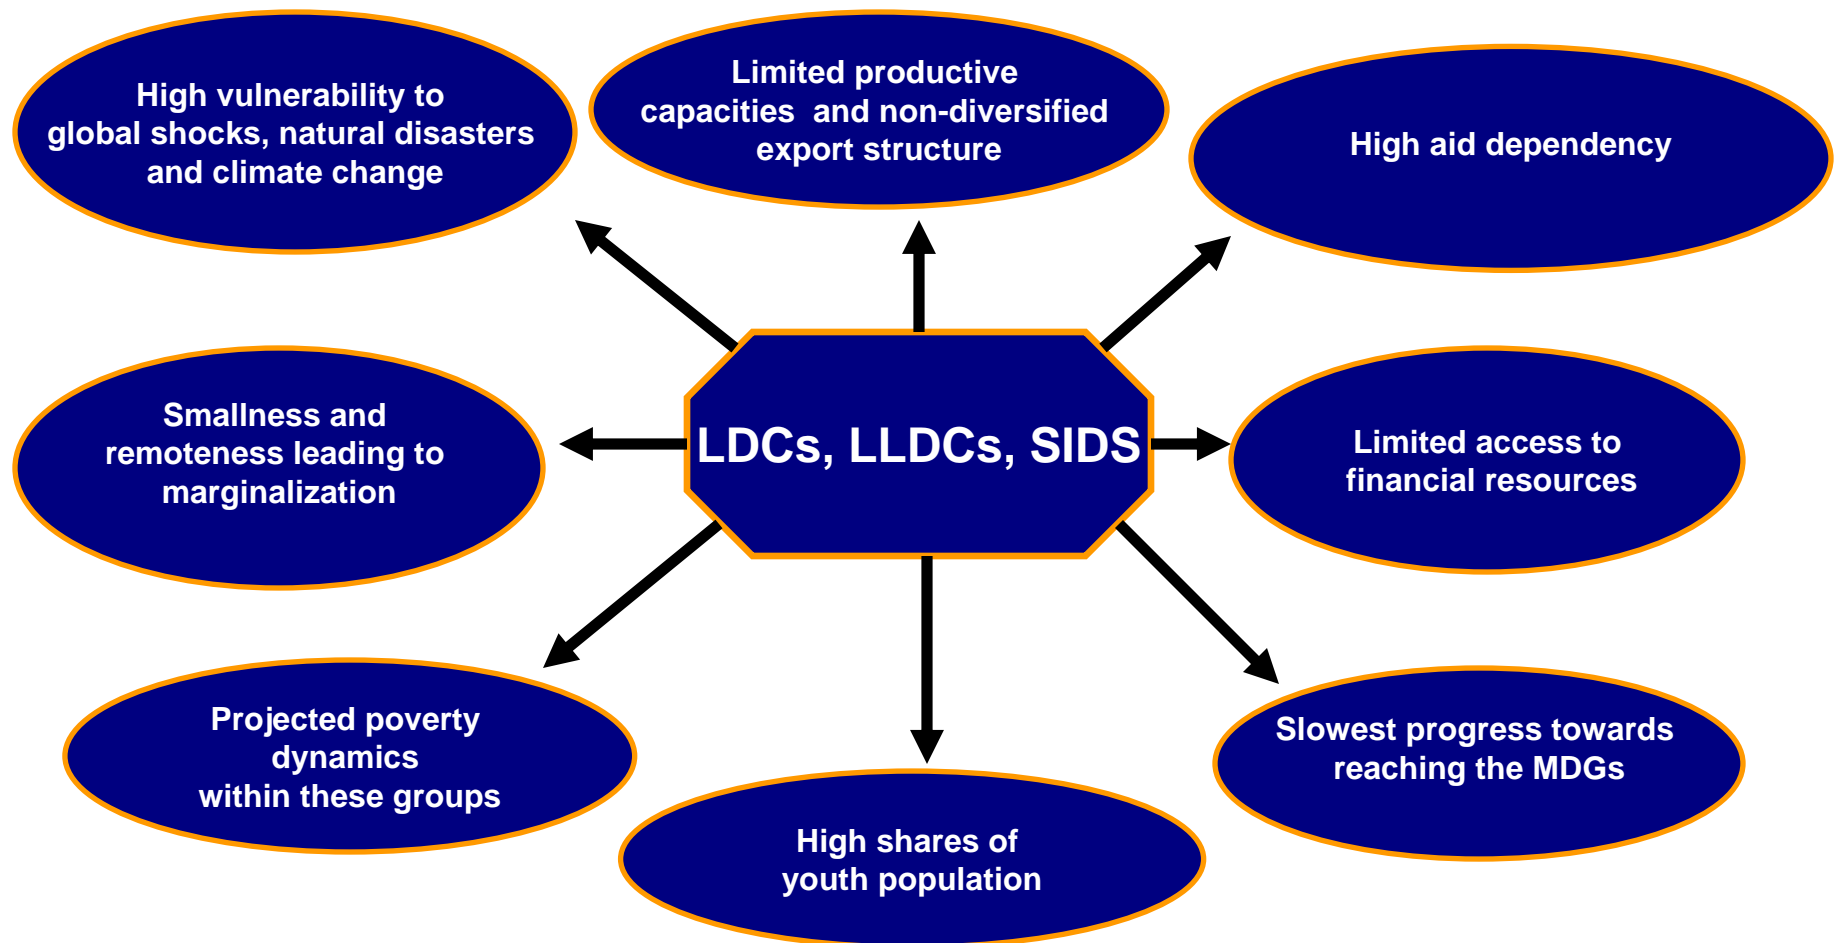 High vulnerability to
global shocks, natural disasters
and climate change
Limited productive
capacities and non-diversified
export structure
High aid dependency
Smallness and
remoteness leading to
marginalization
LDCs, LLDCs, SIDS
Limited access to
financial resources
Projected poverty
dynamics
within these groups
High shares of
youth population
Slowest progress towards
reaching the MDGs